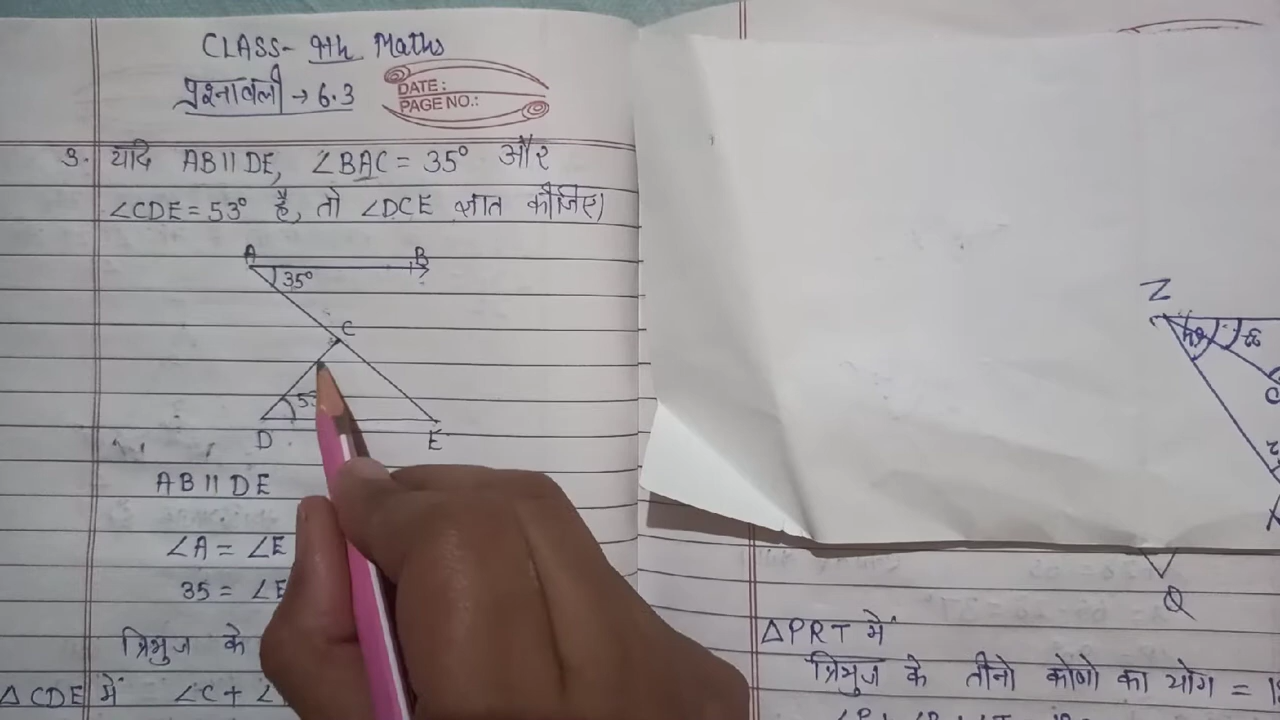 CLASS- 9th Maths
प्रश्नावली → 6.3
DATE:
PAGE NO.:
3. यदि AB॥DE, ∠BAC = 35° और
∠CDE = 53° है, तो ∠DCE ज्ञात कीजिए।
A B
35°
C
53
D E
AB॥DE
∠A = ∠E
35 = ∠E
त्रिभुज के
△CDE में ∠C + ∠
Z
Q
△PRT में
त्रिभुज के तीनो कोणो का योग =